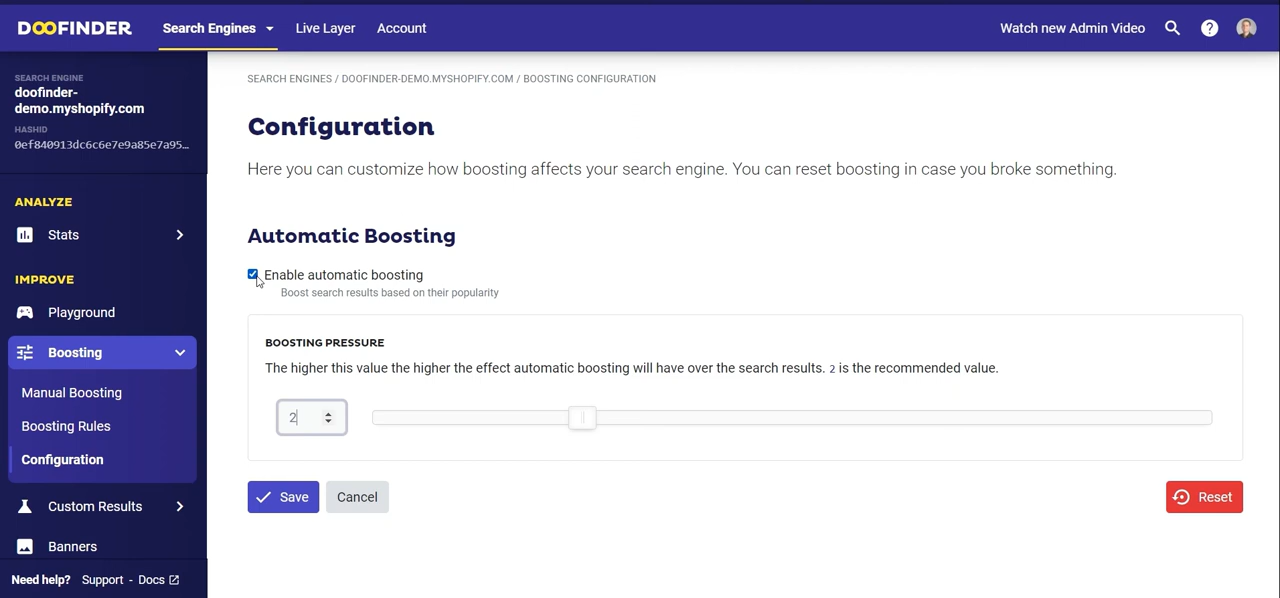 DOOFINDER
Search Engines
Live Layer
Account
Watch new Admin Video
SEARCH ENGINE
doofinder-
demo.myshopify.com
HASHID
0ef840913dc6c6e7e9a85e7a95…
ANALYZE
Stats
IMPROVE
Playground
Boosting
Manual Boosting
Boosting Rules
Configuration
Custom Results
Banners
Need help? Support - Docs
SEARCH ENGINES / DOOFINDER-DEMO.MYSHOPIFY.COM / BOOSTING CONFIGURATION
Configuration
Here you can customize how boosting affects your search engine. You can reset boosting in case you broke something.
Automatic Boosting
Enable automatic boosting
Boost search results based on their popularity
BOOSTING PRESSURE
The higher this value the higher the effect automatic boosting will have over the search results. 2 is the recommended value.
2
Save
Cancel
Reset